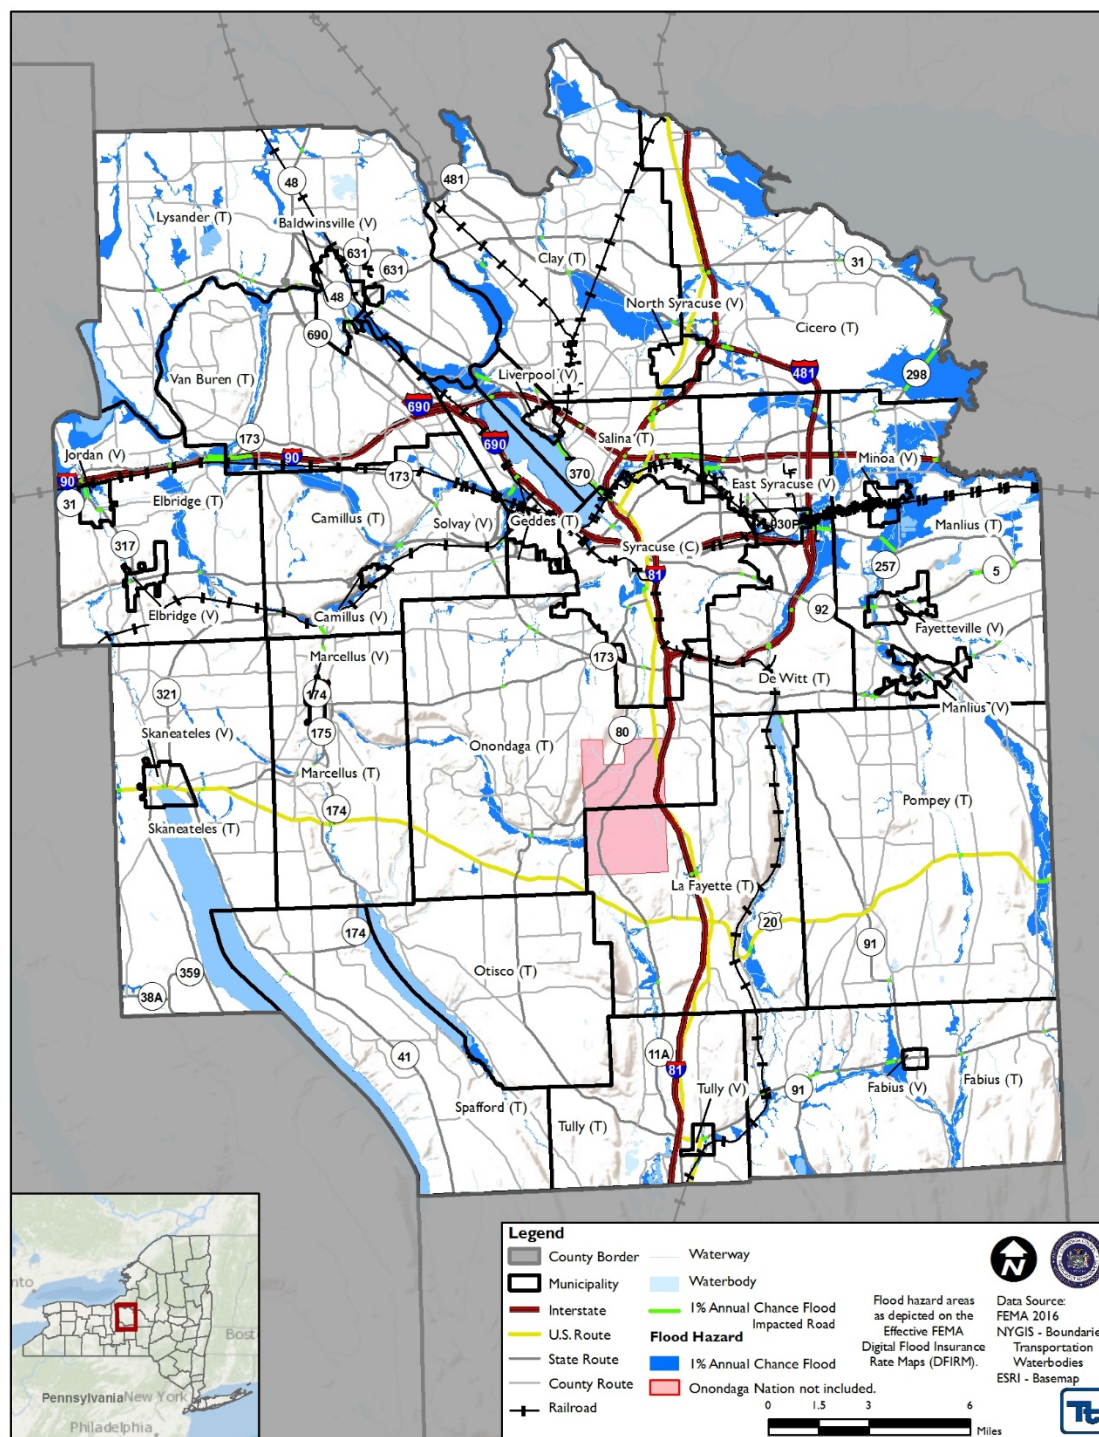 481
48
Lysander (T)
Baldwinsville (V)
631
631
Clay (T)
31
48
North Syracuse (V)
Cicero (T)
690
481
298
Van Buren (T)
Liverpool (V)
690
690
173
Salina (T)
Jordan (V)
90
173
370
Minoa (V)
90
East Syracuse (V)
31
Elbridge (T)
Camillus (T)
Solvay (V)
Geddes (T)
930P
Manlius (T)
317
Syracuse (C)
257
5
81
Elbridge (V)
Camillus (V)
92
Fayetteville (V)
Marcellus (V)
173
De Witt (T)
321
174
Manlius (V)
Skaneateles (V)
175
80
Onondaga (T)
Marcellus (T)
Pompey (T)
174
Skaneateles (T)
La Fayette (T)
20
174
91
359
Otisco (T)
38A
41
11A
81
Fabius (V)
Fabius (T)
Tully (V)
91
Spafford (T)
Tully (T)
Legend
County Border
Municipality
Interstate
U.S. Route
State Route
County Route
Railroad
Waterway
Waterbody
1% Annual Chance Flood
Impacted Road
Flood Hazard
1% Annual Chance Flood
Onondaga Nation not included.
Flood hazard areas
as depicted on the
Effective FEMA
Digital Flood Insurance
Rate Maps (DFIRM).
N
Data Source:
FEMA 2016
NYGIS - Boundarie
Transportation
Waterbodies
ESRI - Basemap
0 1.5 3 6
Miles
Tt
nto
Bost
Pennsylvania
New York
Philadelphia